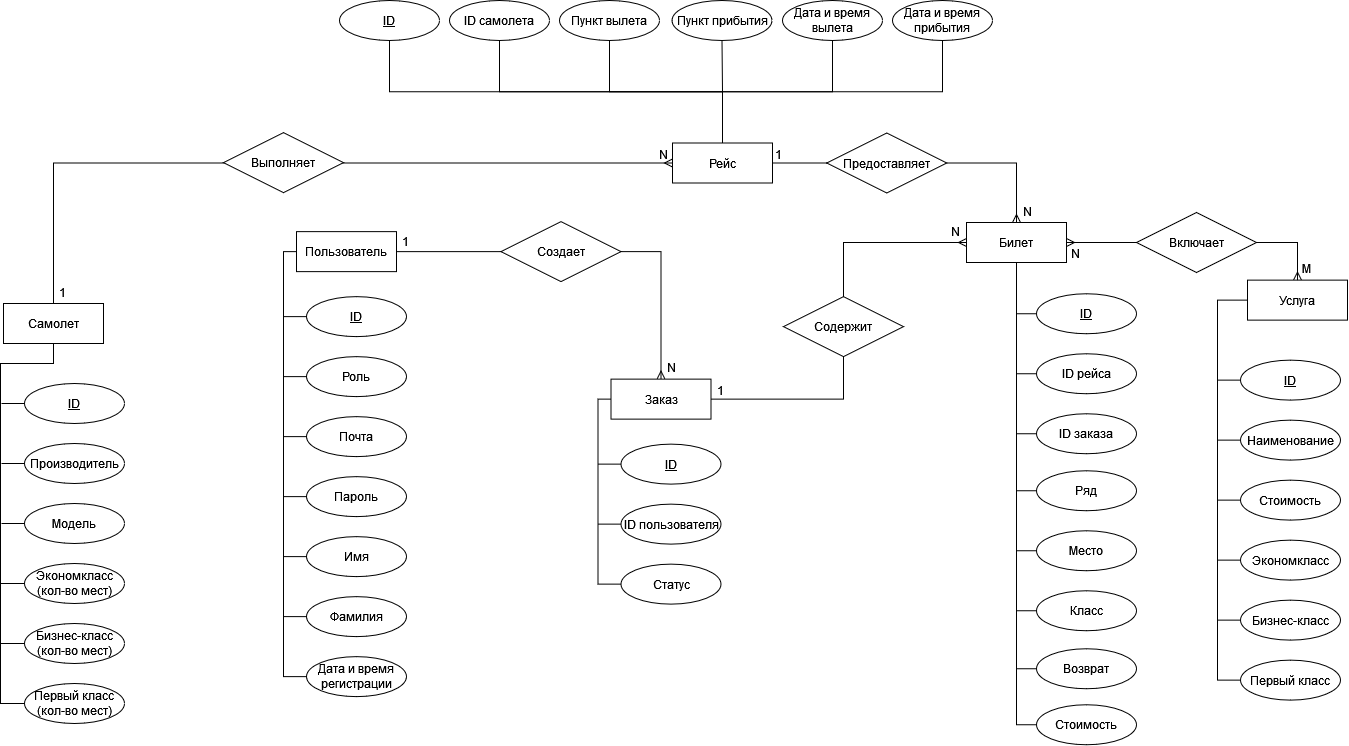 ID
ID самолета
Пункт вылета
Пункт прибытия
Дата и время
вылета
Дата и время
прибытия
Выполняет
N
Рейс
1
Предоставляет
N
Пользователь
1
Создает
N
Билет
N
Включает
M
1
Самолет
ID
Производитель
Модель
Экономкласс
(кол-во мест)
Бизнес-класс
(кол-во мест)
Первый класс
(кол-во мест)
ID
Роль
Почта
Пароль
Имя
Фамилия
Дата и время
регистрации
N
Заказ
1
Содержит
ID
ID пользователя
Статус
ID
ID рейса
ID заказа
Ряд
Место
Класс
Возврат
Стоимость
Услуга
ID
Наименование
Стоимость
Экономкласс
Бизнес-класс
Первый класс